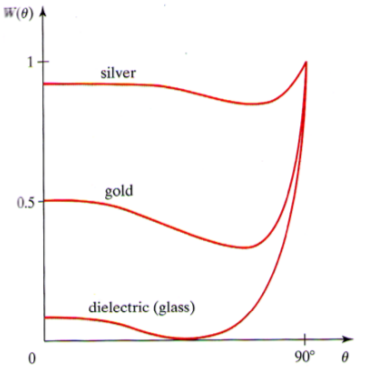 W(θ)
1
silver
gold
0.5
dielectric (glass)
0
90°
θ